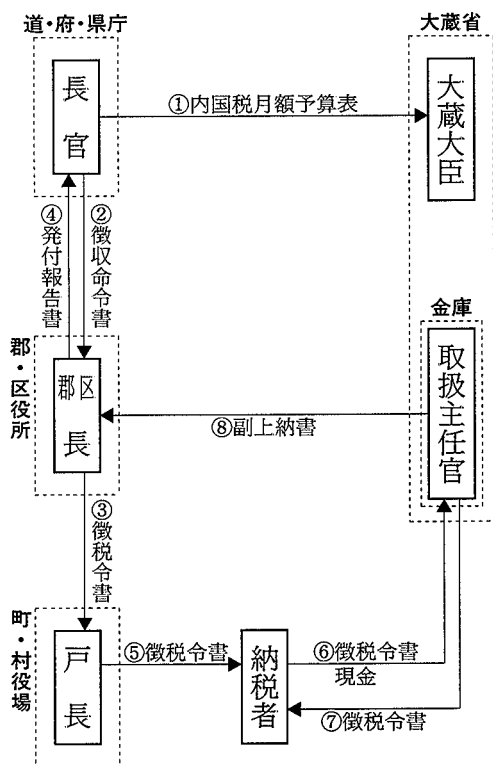 道・府・県庁
大蔵省
長官
①内国税月額予算表
大蔵大臣
④発付報告書
②徴収命令書
金庫
郡・区役所
郡区長
取扱主任官
⑧副上納書
③徴税令書
町・村役場
戸長
⑤徴税令書
納税者
⑥徴税令書
現金
⑦徴税令書